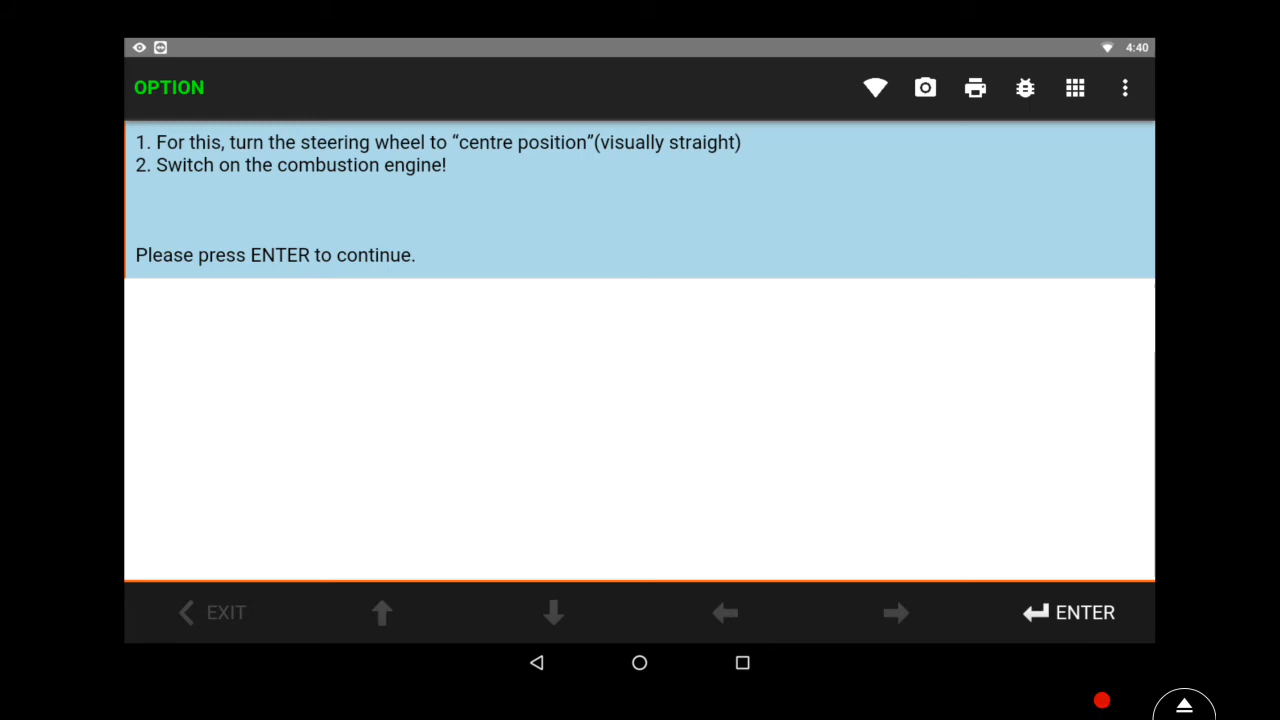 4:40
OPTION
1. For this, turn the steering wheel to “centre position”(visually straight)
2. Switch on the combustion engine!
Please press ENTER to continue.
EXIT
ENTER